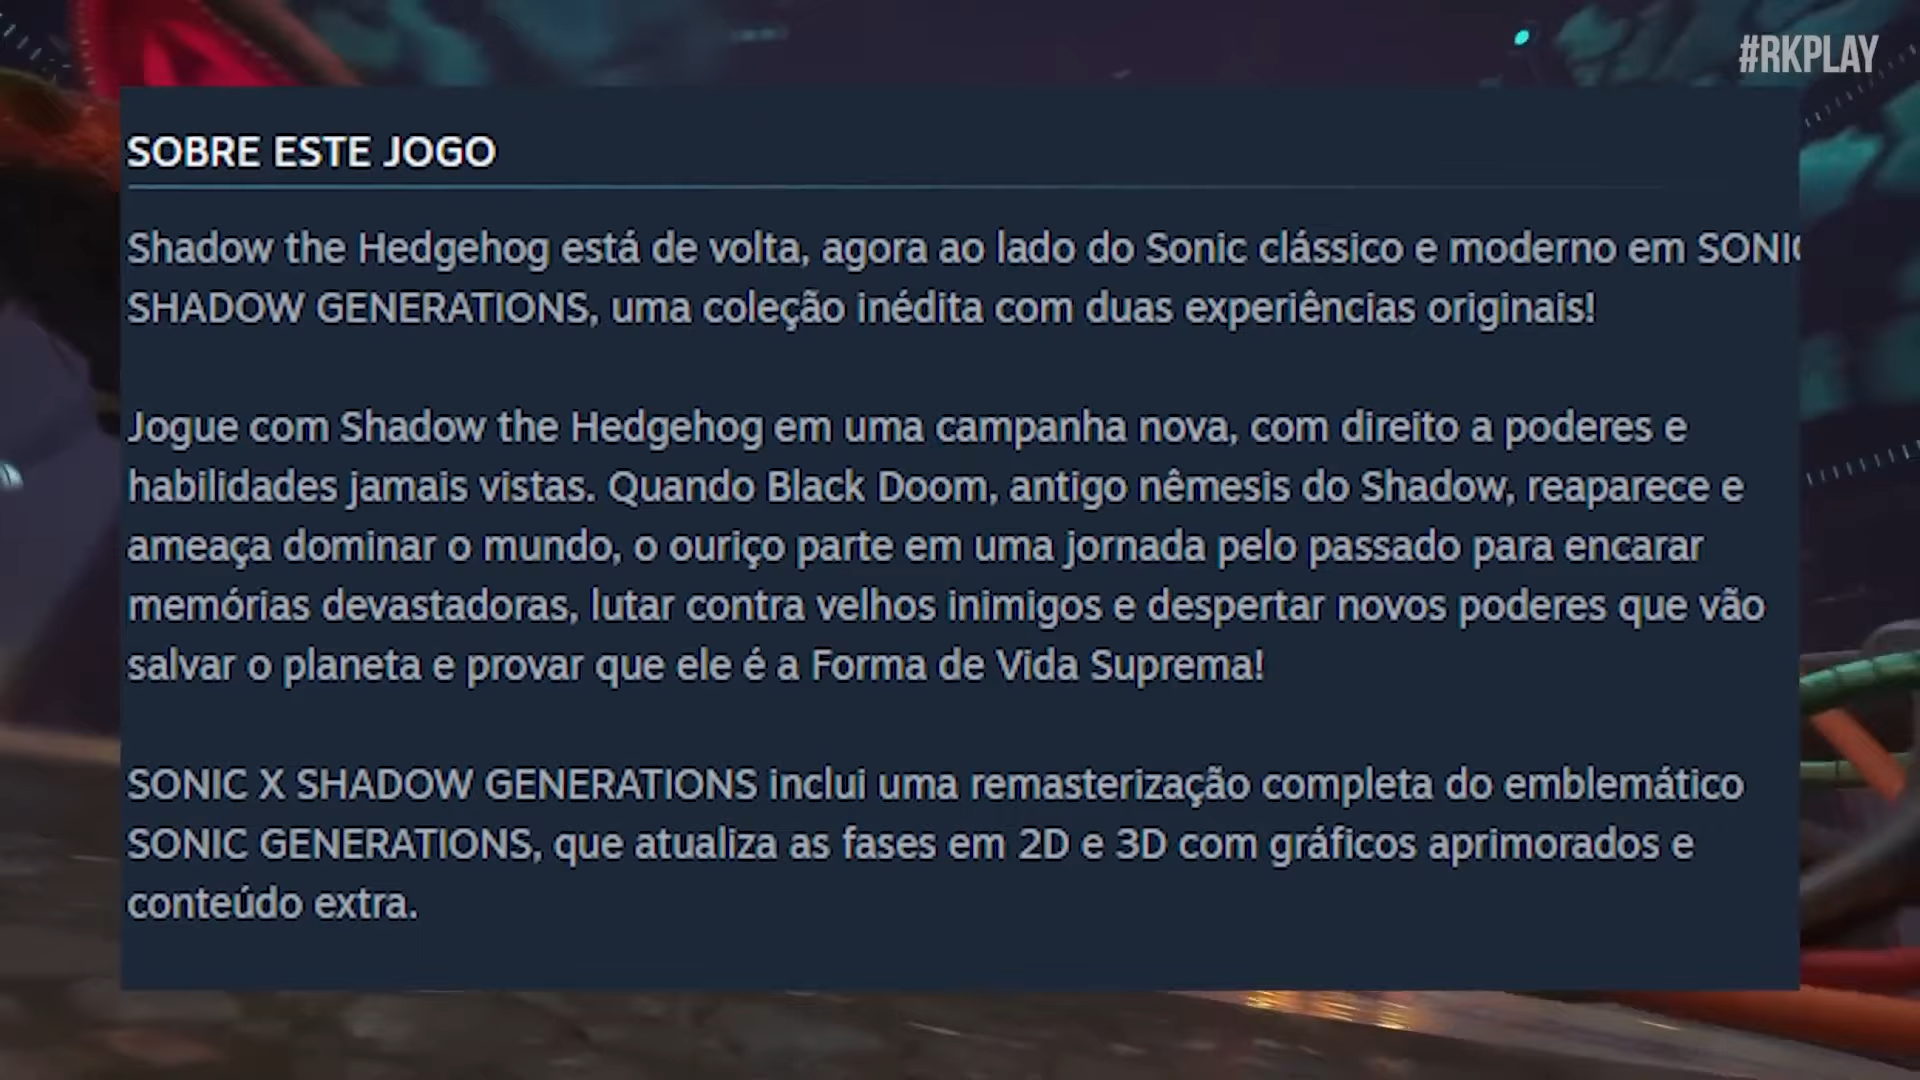 #RKPLAY
SOBRE ESTE JOGO
Shadow the Hedgehog está de volta, agora ao lado do Sonic clássico e moderno em SONIC
SHADOW GENERATIONS, uma coleção inédita com duas experiências originais!
Jogue com Shadow the Hedgehog em uma campanha nova, com direito a poderes e
habilidades jamais vistas. Quando Black Doom, antigo nêmesis do Shadow, reaparece e
ameaça dominar o mundo, o ouriço parte em uma jornada pelo passado para encarar
memórias devastadoras, lutar contra velhos inimigos e despertar novos poderes que vão
salvar o planeta e provar que ele é a Forma de Vida Suprema!
SONIC X SHADOW GENERATIONS inclui uma remasterização completa do emblemático
SONIC GENERATIONS, que atualiza as fases em 2D e 3D com gráficos aprimorados e
conteúdo extra.